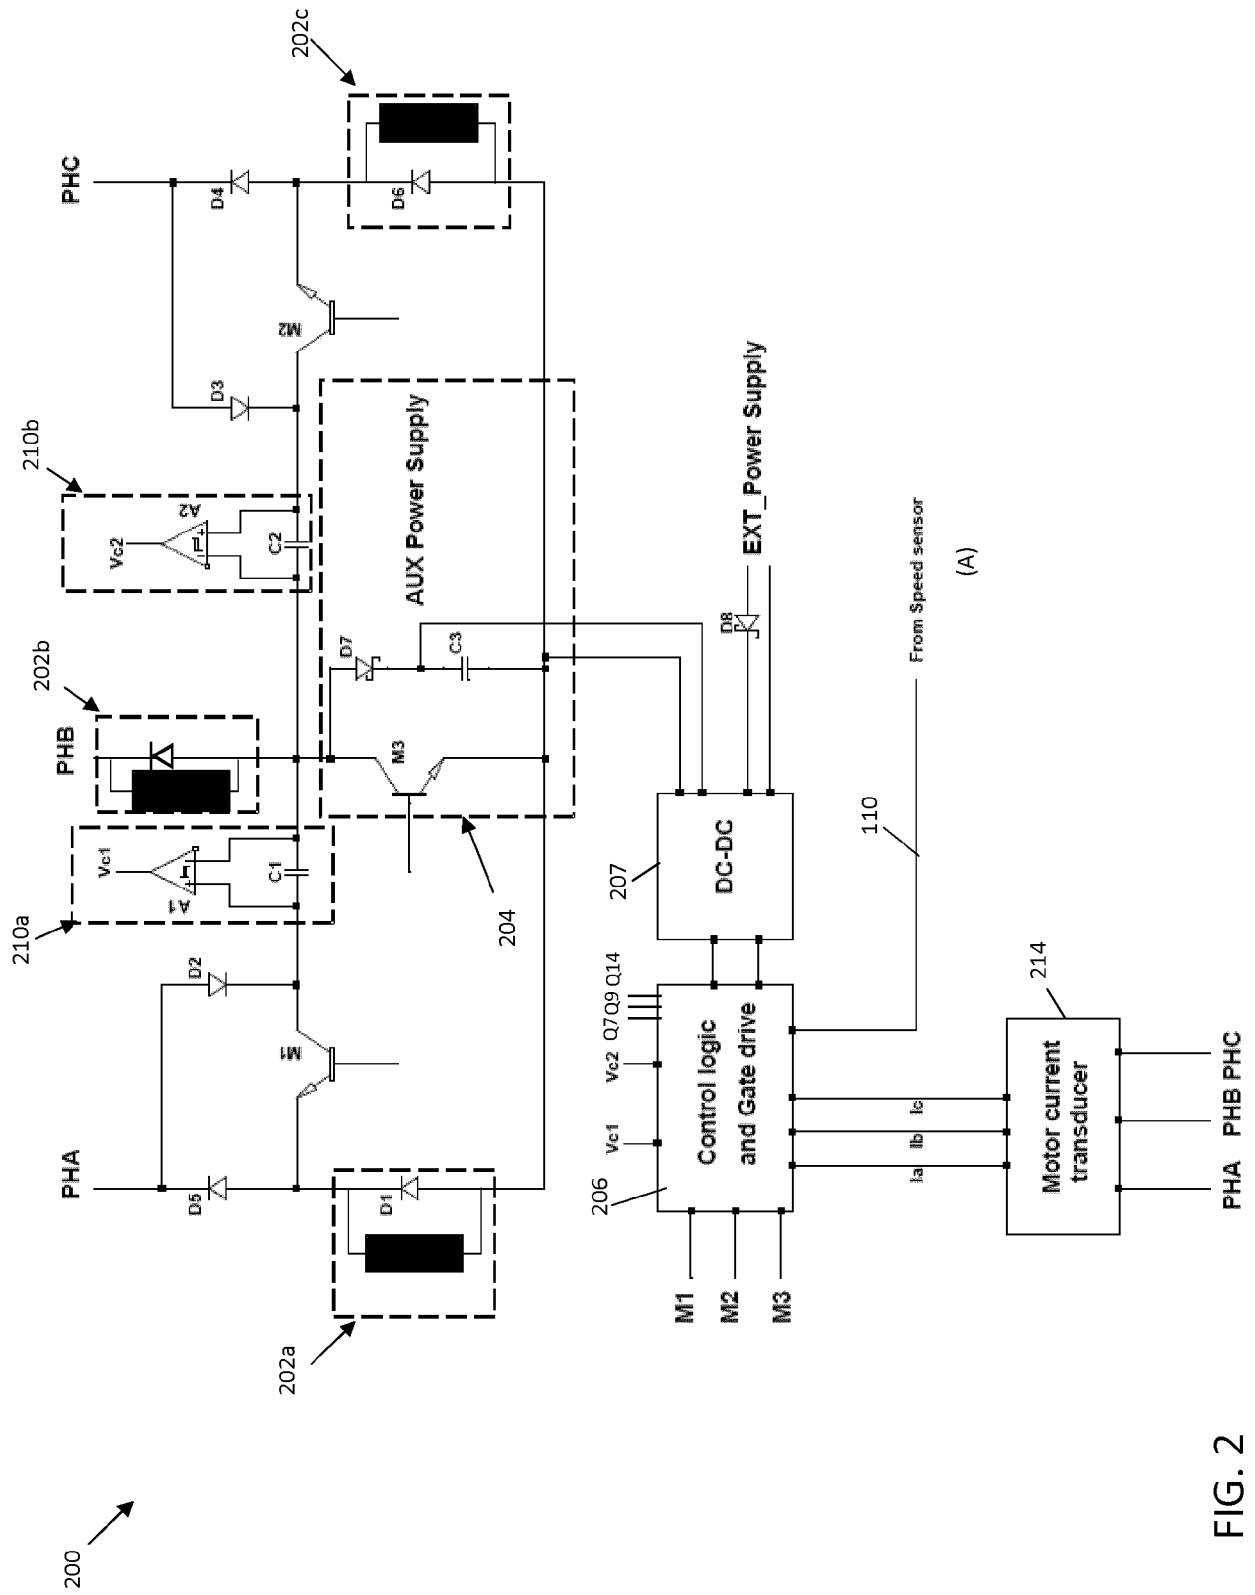 200
202a
PHA
D5
D1
M1
D2
210a
Vc1
A1
C1
PHB
202b
M3
D7
C3
AUX Power Supply
204
210b
Vc2
A2
C2
D3
M2
PHC
D4
D6
202c
206
Vc1
Vc2
Q7 Q9 Q14
Control logic
and Gate drive
M1
M2
M3
207
DC-DC
D8
EXT_Power Supply
110
From Speed sensor
(A)
Ia
Ib
Ic
214
Motor current
transducer
PHA PHB PHC
FIG. 2